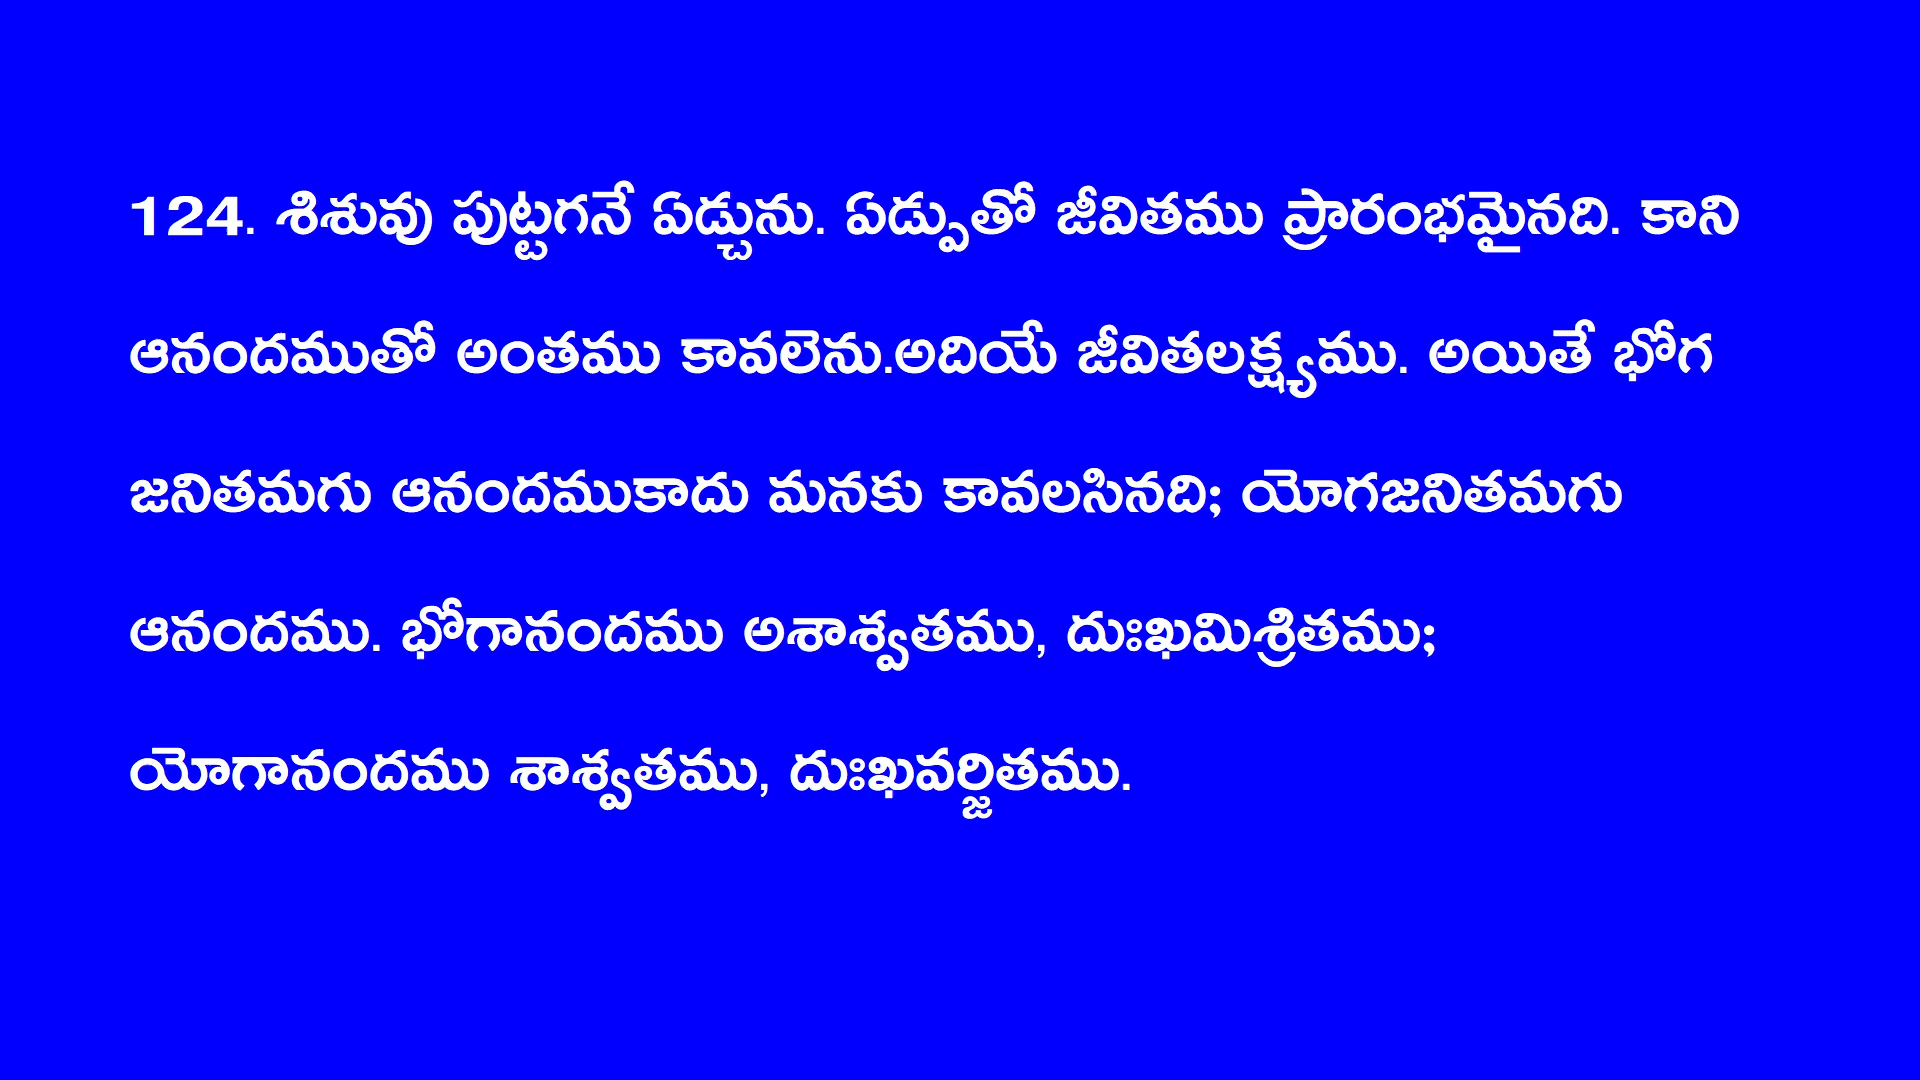 124. శిశువు పుట్టగనే ఏడ్చును. ఏడ్పుతో జీవితము ప్రారంభమైనది. కాని
ఆనందముతో అంతము కావలెను.అదియే జీవితలక్ష్యము. అయితే భోగ
జనితమగు ఆనందముకాదు మనకు కావలసినది; యోగజనితమగు
ఆనందము. భోగానందము అశాశ్వతము, దుఃఖమిశ్రితము;
యోగానందము శాశ్వతము, దుఃఖవర్జితము.